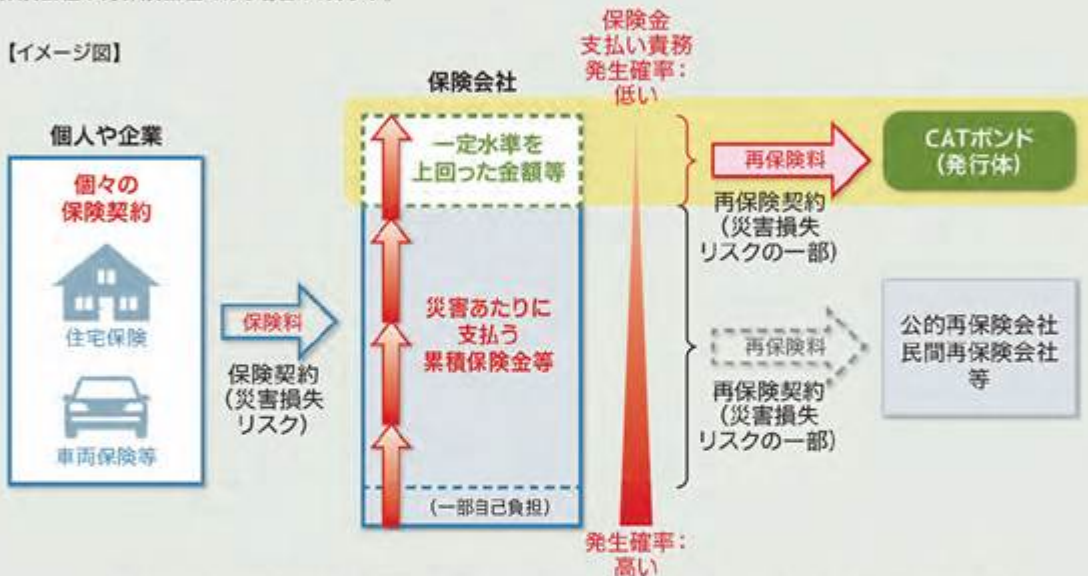 【イメージ図】
個人や企業
個々の
保険契約
住宅保険
車両保険等
保険料
保険契約
(災害損失
リスク)
保険会社
一定水準を
上回った金額等
災害あたりに
支払う
累積保険金等
(一部自己負担)
保険金
支払い責務
発生確率:
低い
発生確率:
高い
再保険料
再保険契約
(災害損失
リスクの一部)
CATボンド
(発行体)
再保険料
再保険契約
(災害損失
リスクの一部)
公的再保険会社
民間再保険会社
等